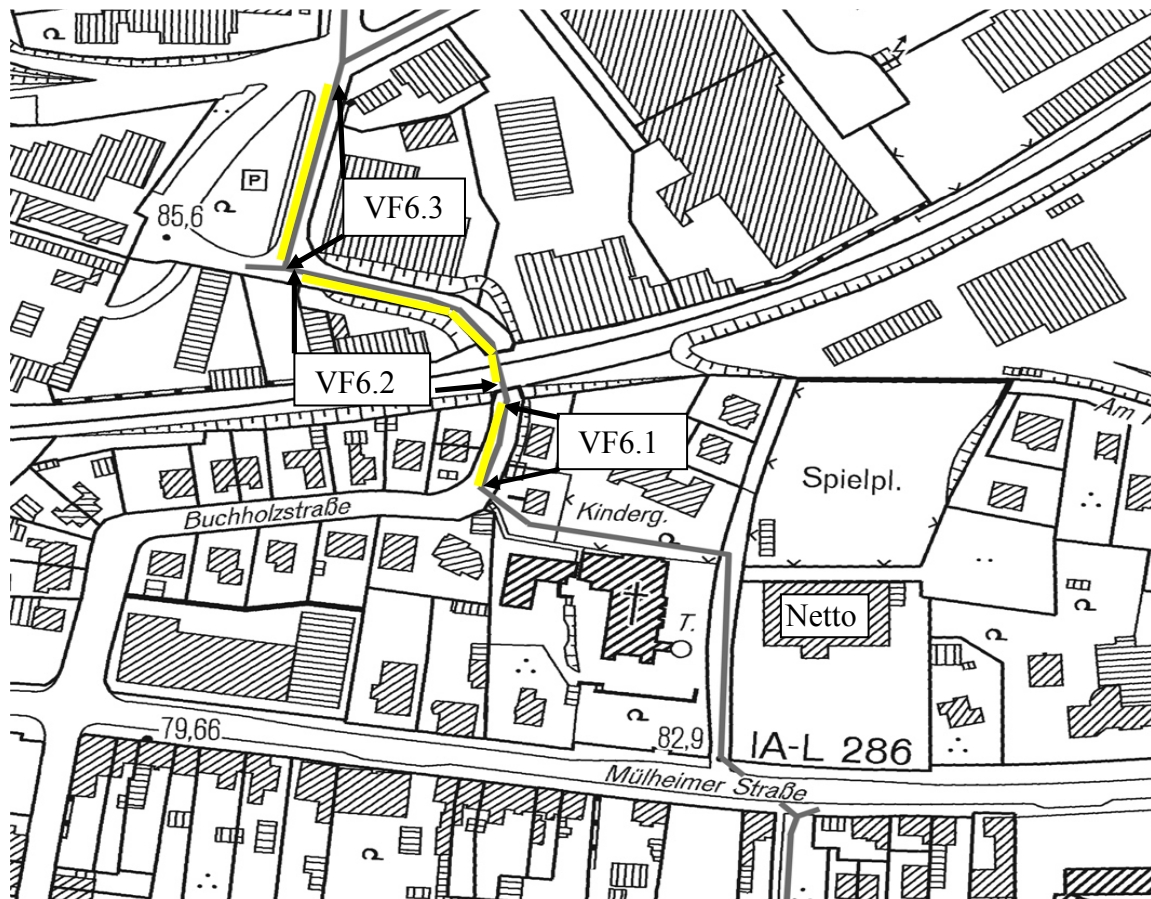 P
VF6.3
85,6
VF6.2
Am
VF6.1
Spielpl.
Buchholzstraße
Kinderg.
Netto
T.
79,66
82,9
IA-L 286
Mülheimer Straße